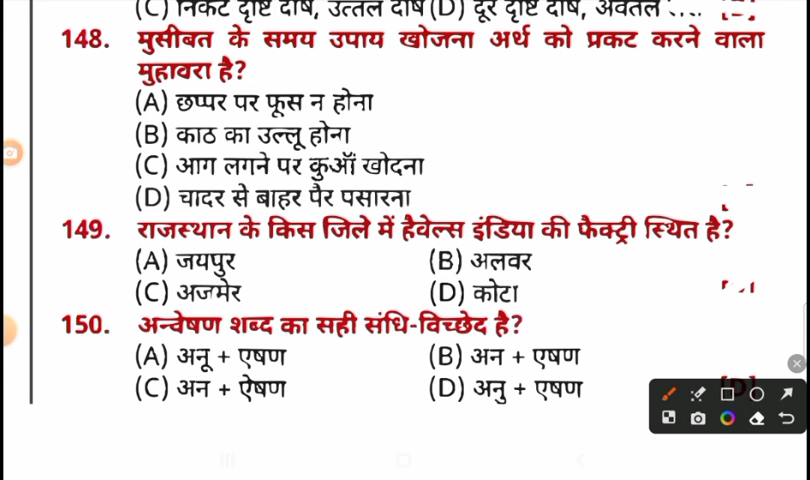 (C) निकट दृष्टि दोष, उत्तल दोष (D) दूर दृष्टि दोष, अवतल
148. मुसीबत के समय उपाय खोजना अर्थ को प्रकट करने वाला
मुहावरा है?
(A) छप्पर पर फूस न होना
(B) काठ का उल्लू होना
(C) आग लगने पर कुआँ खोदना
(D) चादर से बाहर पैर पसारना
149. राजस्थान के किस जिले में हैवेल्स इंडिया की फैक्ट्री स्थित है?
(A) जयपुर (B) अलवर
(C) अजमेर (D) कोटा
150. अन्वेषण शब्द का सही संधि-विच्छेद है?
(A) अनू + एषण (B) अन + एषण
(C) अन + ऐषण (D) अनु + एषण [D]